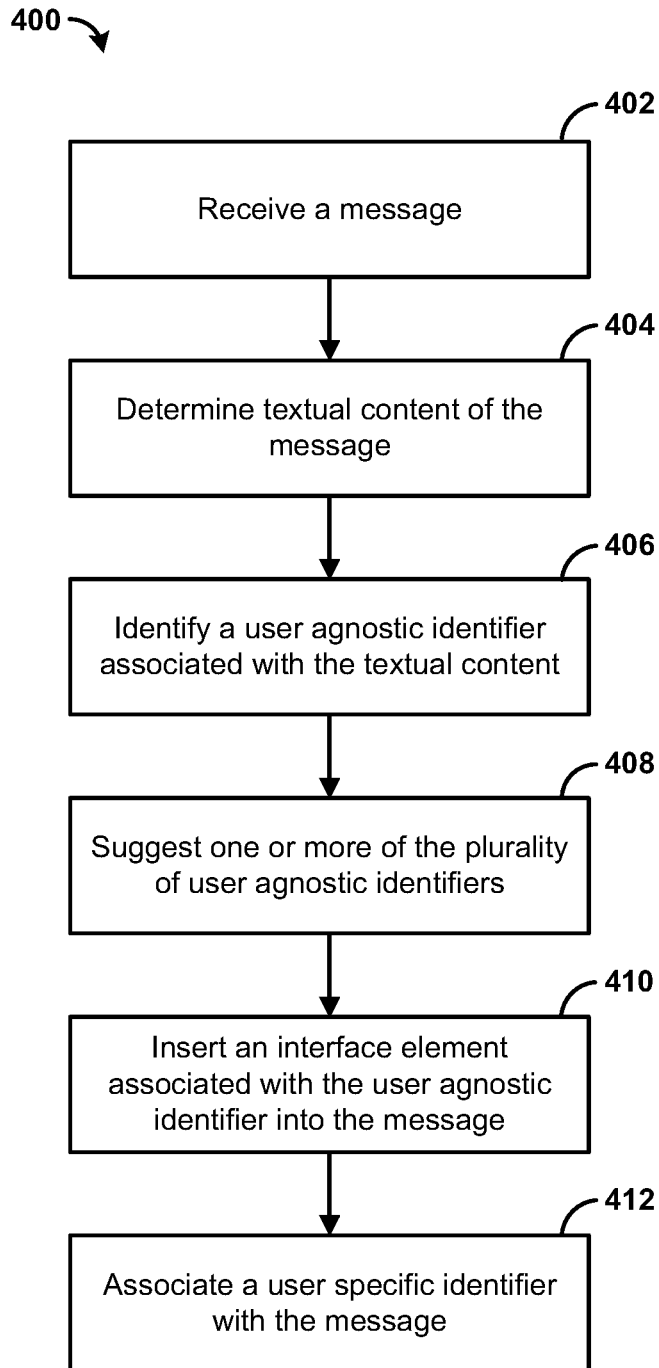 400
402
Receive a message
404
Determine textual content of the
message
406
Identify a user agnostic identifier
associated with the textual content
408
Suggest one or more of the plurality
of user agnostic identifiers
410
Insert an interface element
associated with the user agnostic
identifier into the message
412
Associate a user specific identifier
with the message